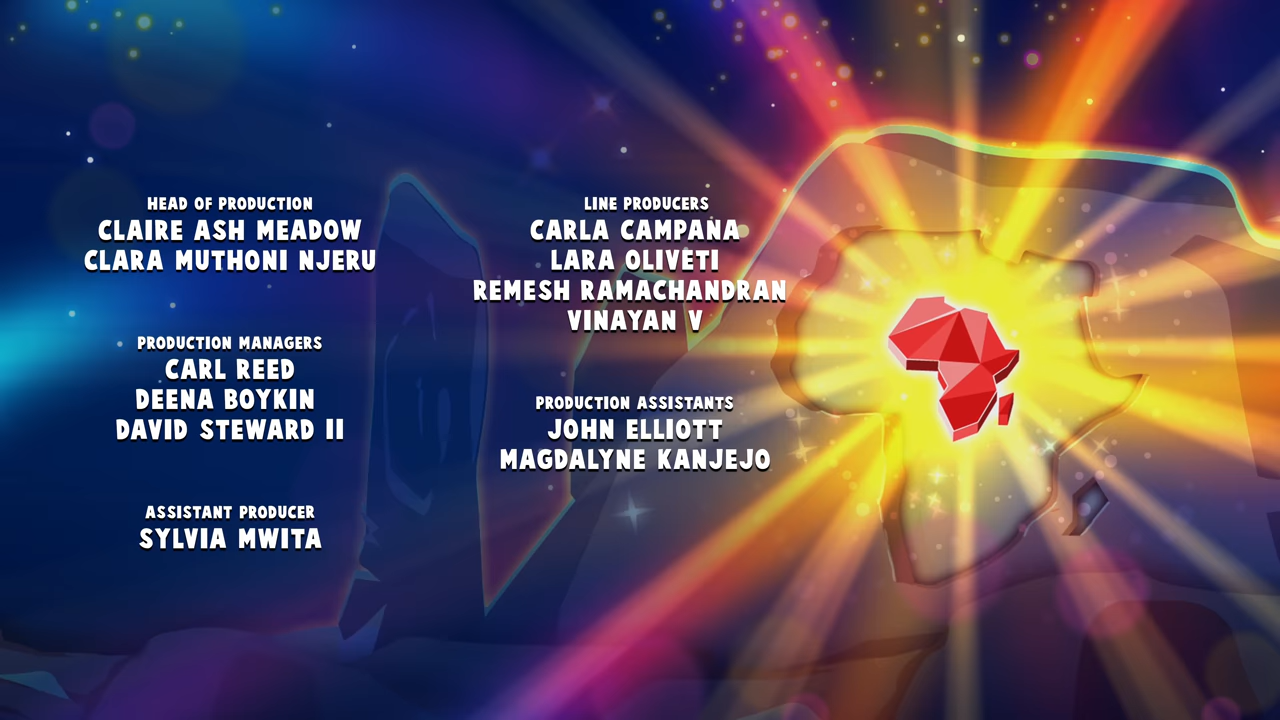 HEAD OF PRODUCTION
CLAIRE ASH MEADOW
CLARA MUTHONI NJERU
PRODUCTION MANAGERS
CARL REED
DEENA BOYKIN
DAVID STEWARD II
ASSISTANT PRODUCER
SYLVIA MWITA
LINE PRODUCERS
CARLA CAMPANA
LARA OLIVETI
REMESH RAMACHANDRAN
VINAYAN V
PRODUCTION ASSISTANTS
JOHN ELLIOTT
MAGDALYNE KANJEJO